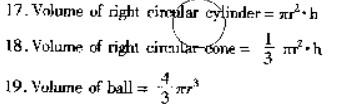 17. Volume of right circular cylinder = πr²·h
18. Volume of right circular cone = 1/3 πr²·h
19. Volume of ball = 4/3 πr³